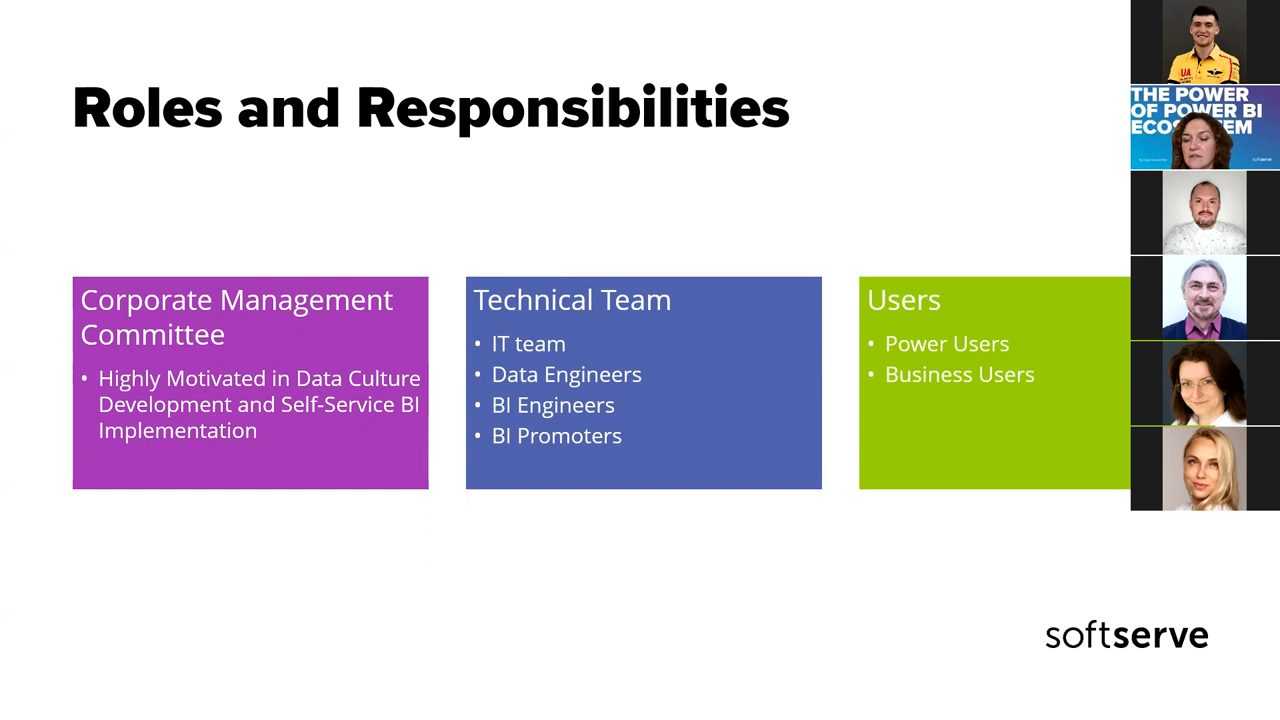 Roles and Responsibilities
Corporate Management
Committee
• Highly Motivated in Data Culture
Development and Self-Service BI
Implementation
Technical Team
• IT team
• Data Engineers
• BI Engineers
• BI Promoters
Users
• Power Users
• Business Users
UA
THE POWER
OF POWER BI
softserve
softserve